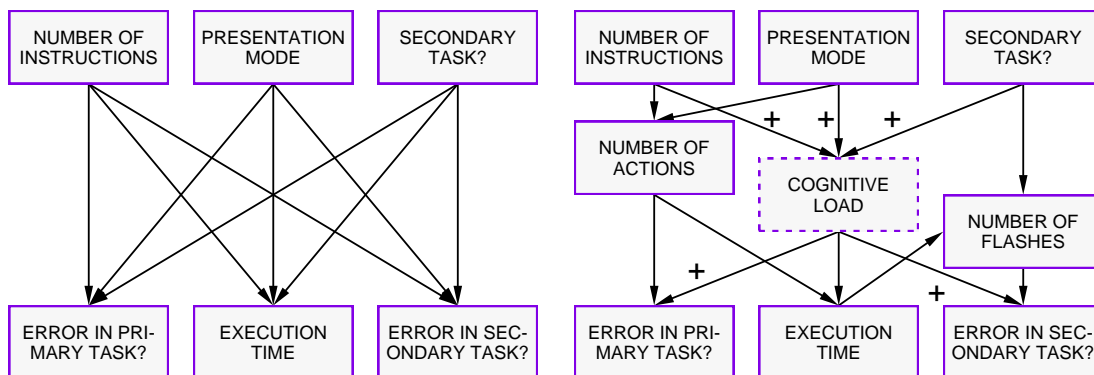 NUMBER OF
INSTRUCTIONS
PRESENTATION
MODE
SECONDARY
TASK?
ERROR IN PRI-
MARY TASK?
EXECUTION
TIME
ERROR IN SEC-
ONDARY TASK?
NUMBER OF
INSTRUCTIONS
PRESENTATION
MODE
SECONDARY
TASK?
+
+
+
NUMBER OF
ACTIONS
COGNITIVE
LOAD
NUMBER OF
FLASHES
+
+
ERROR IN PRI-
MARY TASK?
EXECUTION
TIME
ERROR IN SEC-
ONDARY TASK?